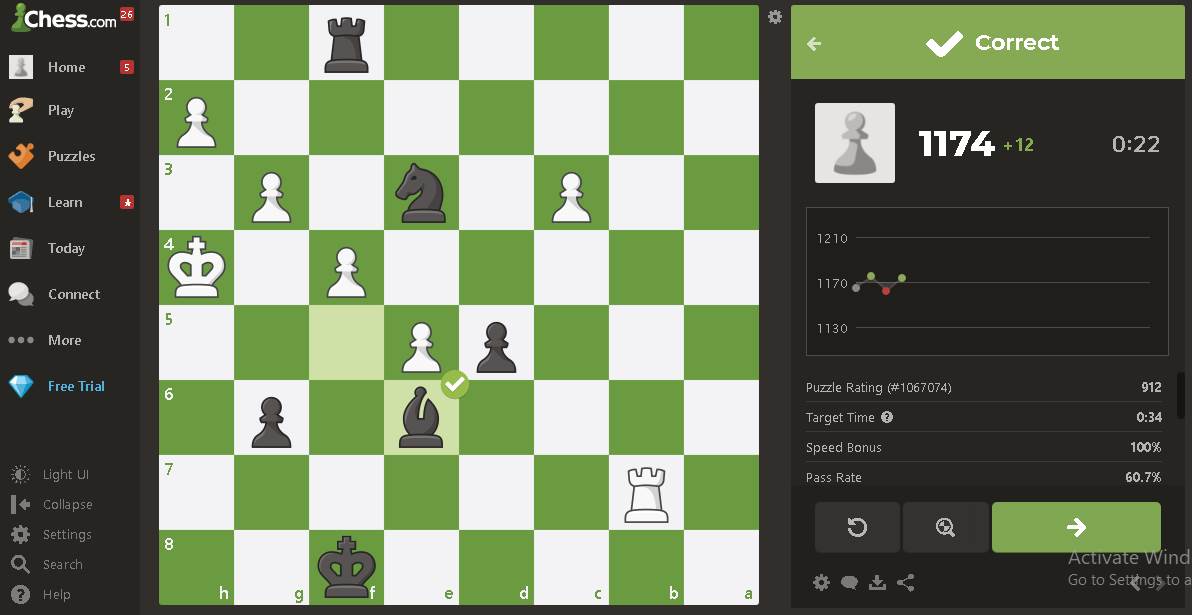 Chess.com 26
Home 5
Play
Puzzles
Learn
Today
Connect
More
Free Trial
Light UI
Collapse
Settings
Search
Help
1
2
3
4
5
6
7
8
h g f e d c b a
Correct
1174 +12 0:22
1210
1170
1130
Puzzle Rating (#1067074) 912
Target Time ? 0:34
Speed Bonus 100%
Pass Rate 60.7%
Activate Wind
Go to Settings to a